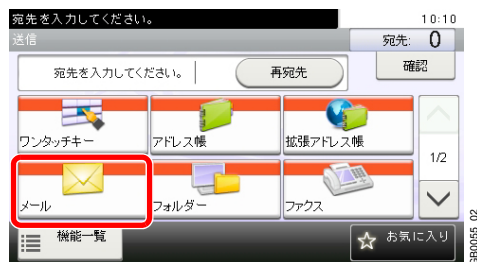 宛先を入力してください。 10:10
送信 宛先: 0
宛先を入力してください。 再宛先 確認
ワンタッチキー アドレス帳 拡張アドレス帳
1/2
メール フォルダー ファクス
機能一覧 お気に入り
GB0055_02